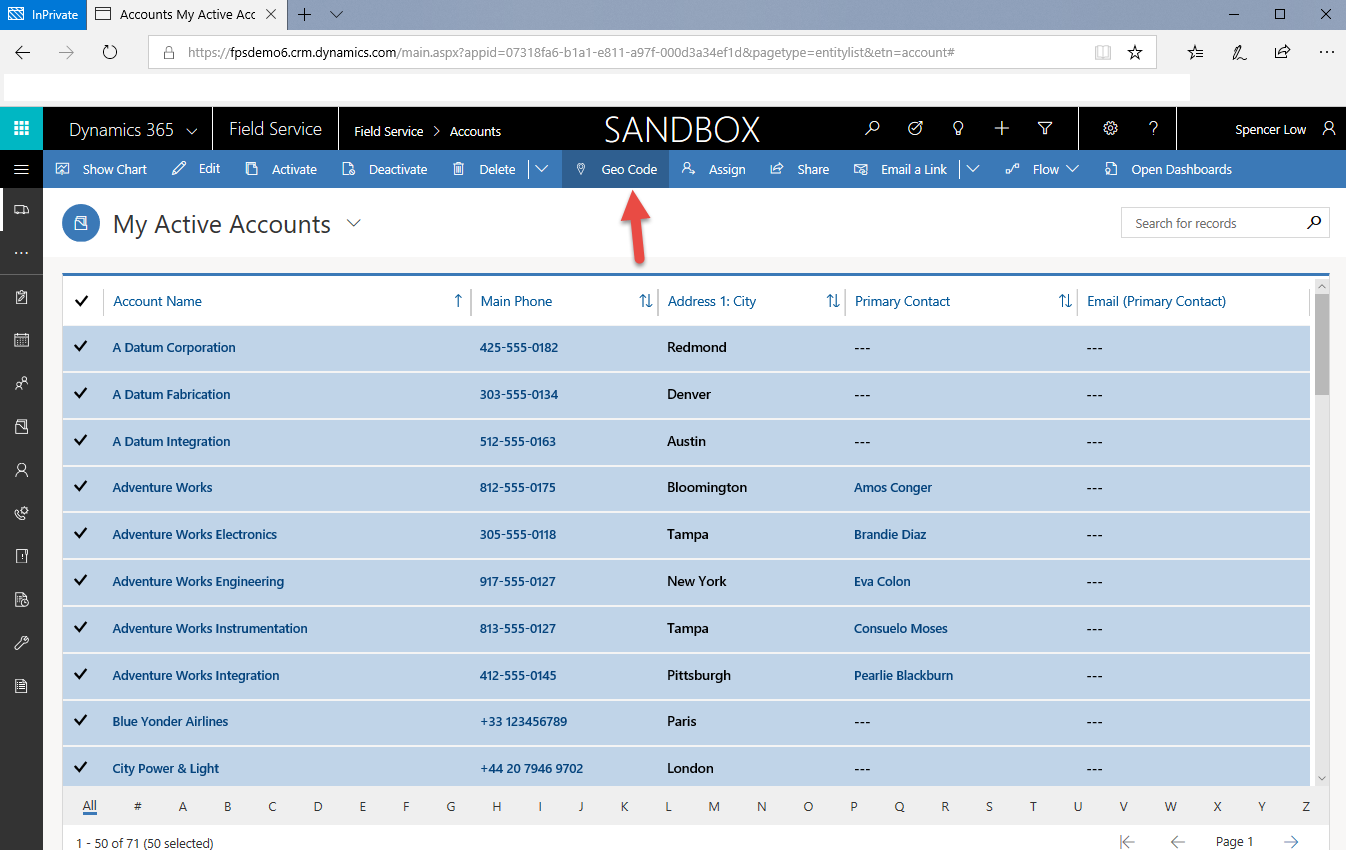 InPrivate Accounts My Active Acc
https://fpsdemo6.crm.dynamics.com/main.aspx?appid=07318fa6-b1a1-e811-a97f-000d3a34ef1d&pagetype=entitylist&etn=account#
Dynamics 365 Field Service Field Service > Accounts SANDBOX Spencer Low
Show Chart Edit Activate Deactivate Delete Geo Code Assign Share Email a Link Flow Open Dashboards
My Active Accounts Search for records
Account Name Main Phone Address 1: City Primary Contact Email (Primary Contact)
A Datum Corporation 425-555-0182 Redmond --- ---
A Datum Fabrication 303-555-0134 Denver --- ---
A Datum Integration 512-555-0163 Austin --- ---
Adventure Works 812-555-0175 Bloomington Amos Conger ---
Adventure Works Electronics 305-555-0118 Tampa Brandie Diaz ---
Adventure Works Engineering 917-555-0127 New York Eva Colon ---
Adventure Works Instrumentation 813-555-0127 Tampa Consuelo Moses ---
Adventure Works Integration 412-555-0145 Pittsburgh Pearlie Blackburn ---
Blue Yonder Airlines +33 123456789 Paris --- ---
City Power & Light +44 20 7946 9702 London --- ---
All # A B C D E F G H I J K L M N O P Q R S T U V W X Y Z
1 - 50 of 71 (50 selected) Page 1